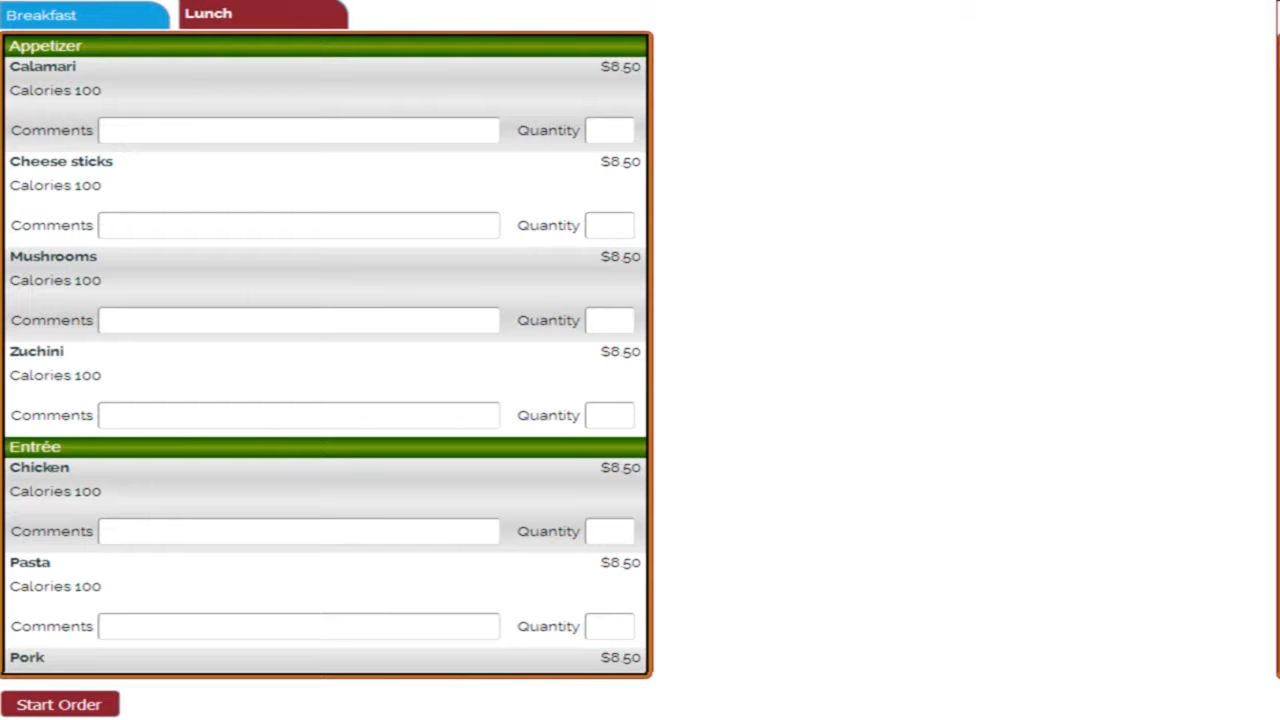 Breakfast Lunch
Appetizer
Calamari $8.50
Calories 100
Comments Quantity
Cheese sticks $8.50
Calories 100
Comments Quantity
Mushrooms $8.50
Calories 100
Comments Quantity
Zuchini $8.50
Calories 100
Comments Quantity
Entrée
Chicken $8.50
Calories 100
Comments Quantity
Pasta $8.50
Calories 100
Comments Quantity
Pork $8.50
Start Order